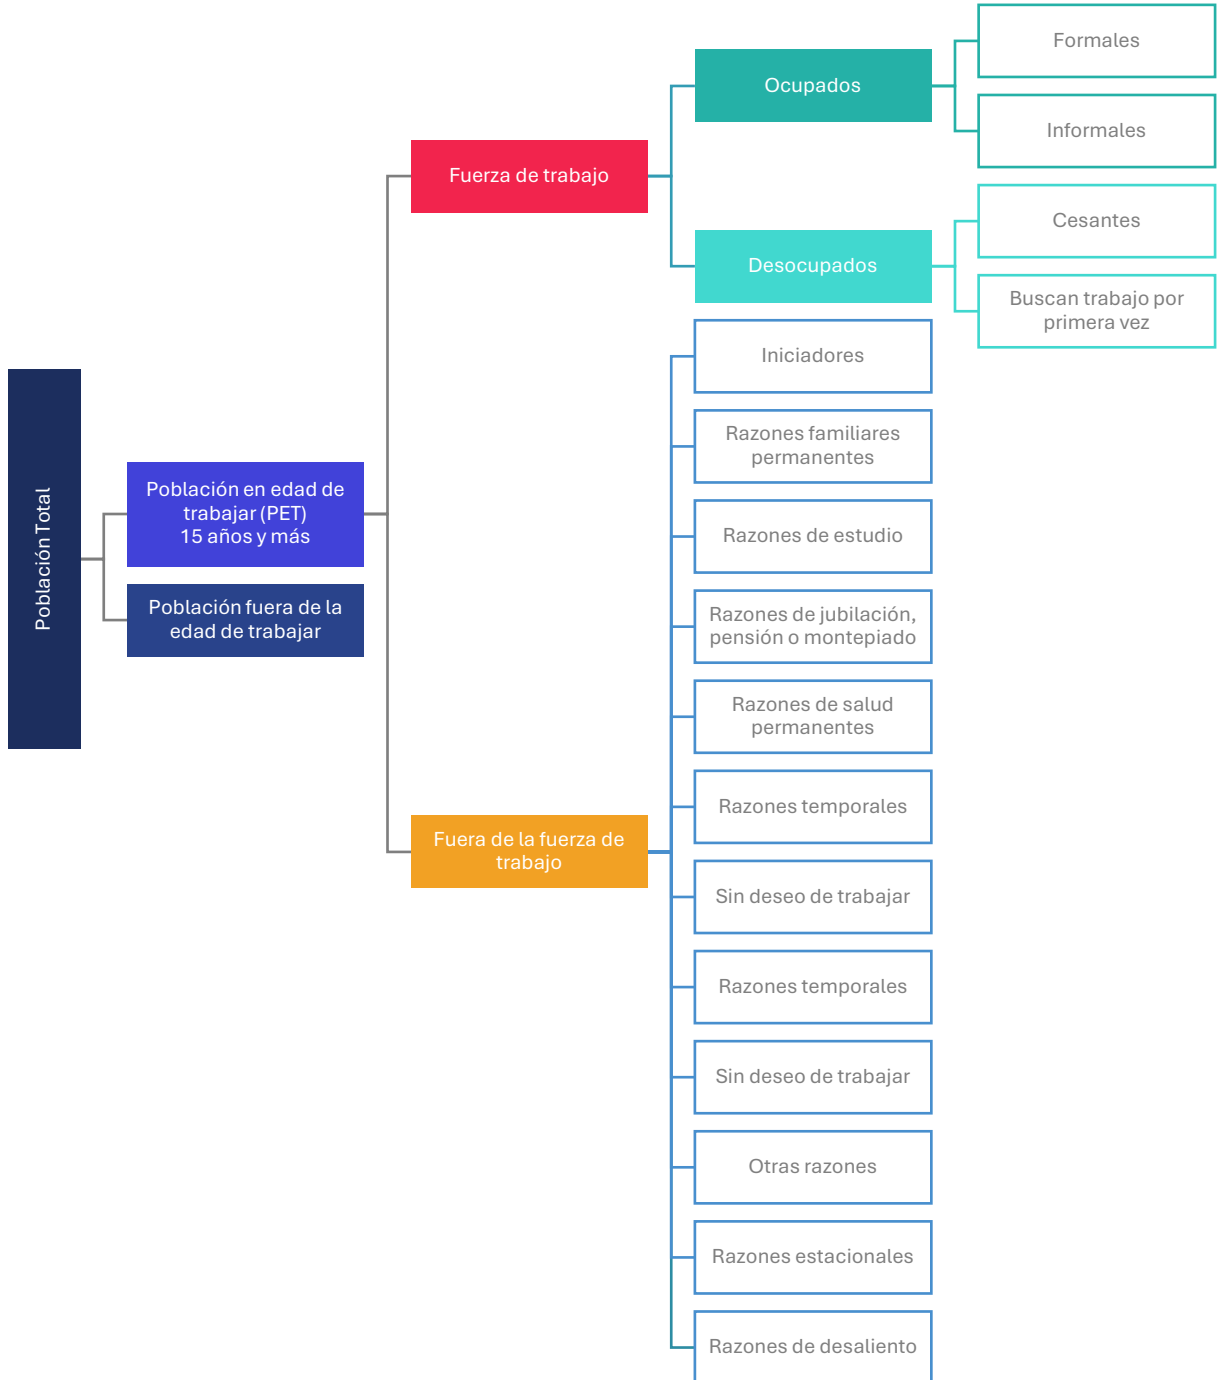 Población Total
Población en edad de
trabajar (PET)
15 años y más
Población fuera de la
edad de trabajar
Fuerza de trabajo
Ocupados
Formales
Informales
Desocupados
Cesantes
Buscan trabajo por
primera vez
Fuera de la fuerza de
trabajo
Iniciadores
Razones familiares
permanentes
Razones de estudio
Razones de jubilación,
pensión o montepiado
Razones de salud
permanentes
Razones temporales
Sin deseo de trabajar
Razones temporales
Sin deseo de trabajar
Otras razones
Razones estacionales
Razones de desaliento